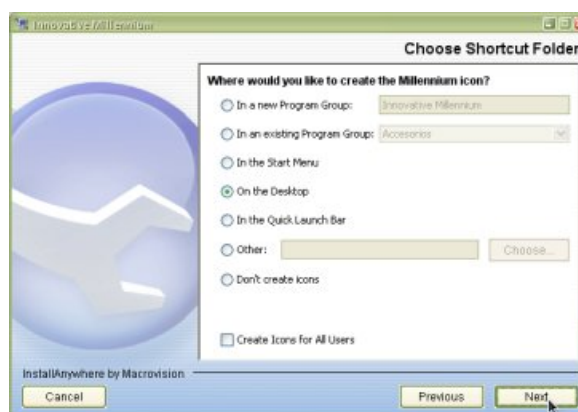 Innovative Millennium
Choose Shortcut Folder
Where would you like to create the Millennium icon?
In a new Program Group: Innovative Millennium
In an existing Program Group: Accesorios
In the Start Menu
On the Desktop
In the Quick Launch Bar
Other: Choose...
Don't create icons
Create Icons for All Users
InstallAnywhere by Macrovision
Cancel Previous Next